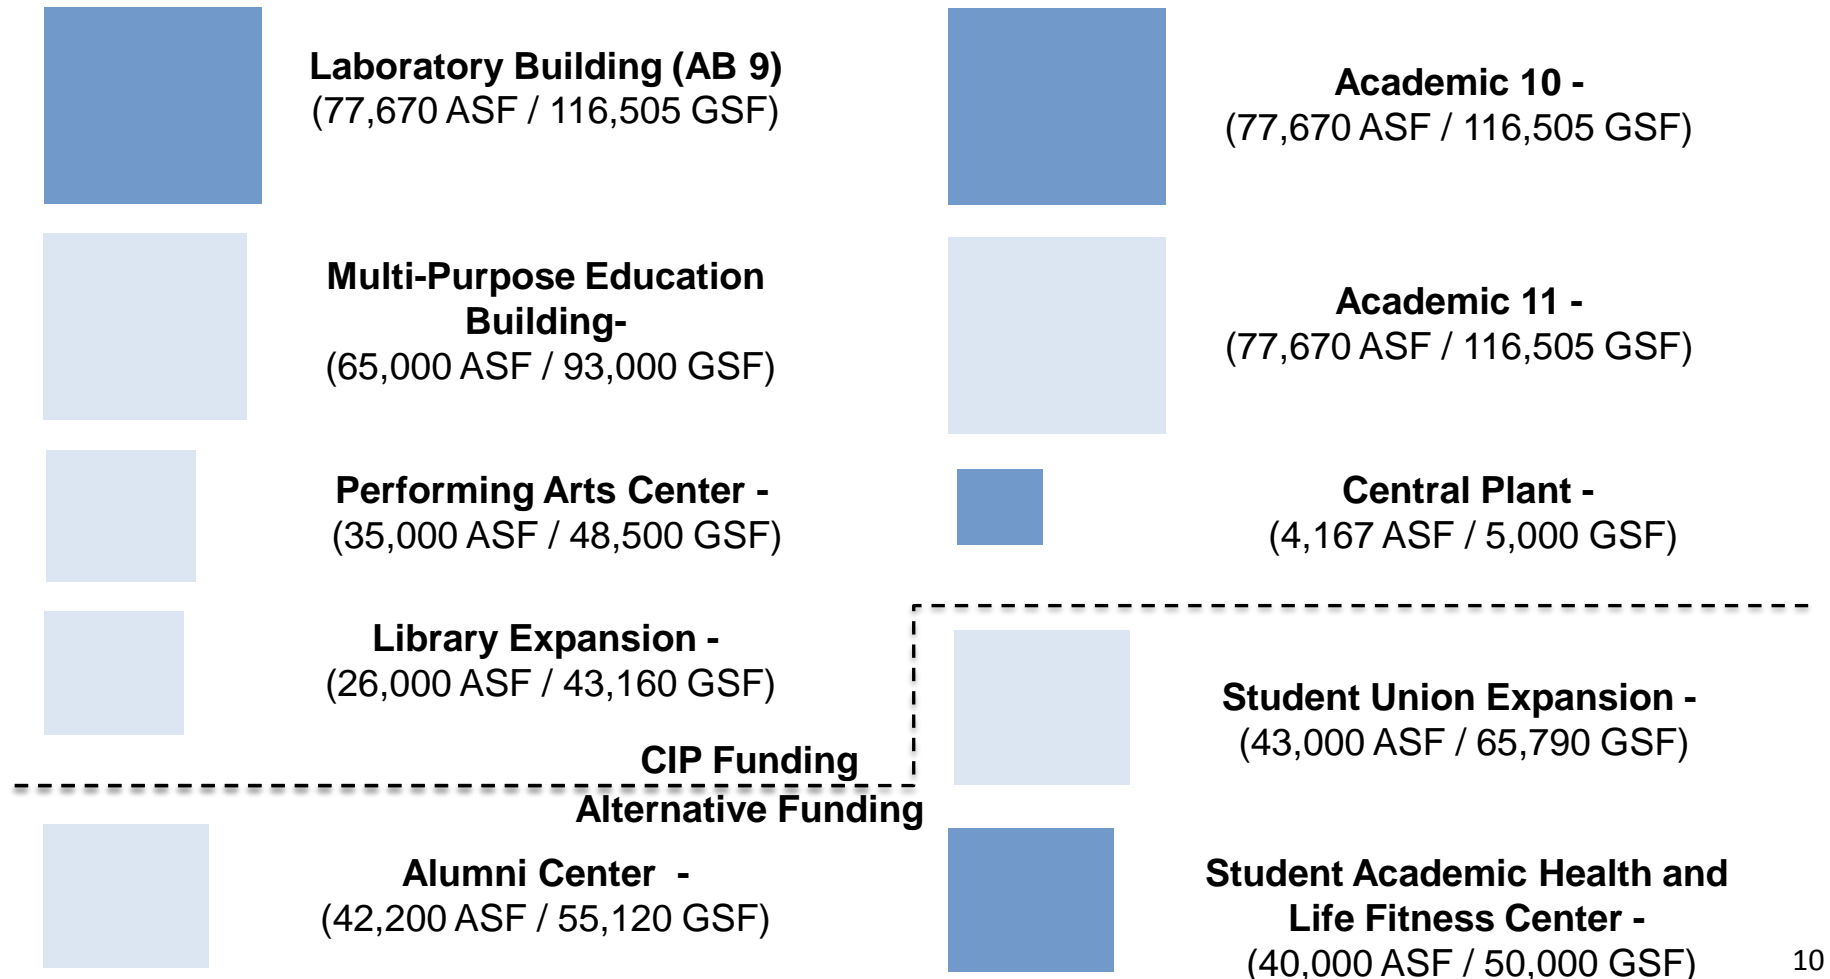 Laboratory Building (AB 9)
(77,670 ASF / 116,505 GSF)
Multi-Purpose Education
Building-
(65,000 ASF / 93,000 GSF)
Performing Arts Center -
(35,000 ASF / 48,500 GSF)
Library Expansion -
(26,000 ASF / 43,160 GSF)
CIP Funding
Alternative Funding
Alumni Center  -
(42,200 ASF / 55,120 GSF)
Academic 10 -
(77,670 ASF / 116,505 GSF)
Academic 11 -
(77,670 ASF / 116,505 GSF)
Central Plant -
(4,167 ASF / 5,000 GSF)
Student Union Expansion -
(43,000 ASF / 65,790 GSF)
Student Academic Health and
Life Fitness Center -
(40,000 ASF / 50,000 GSF)
10